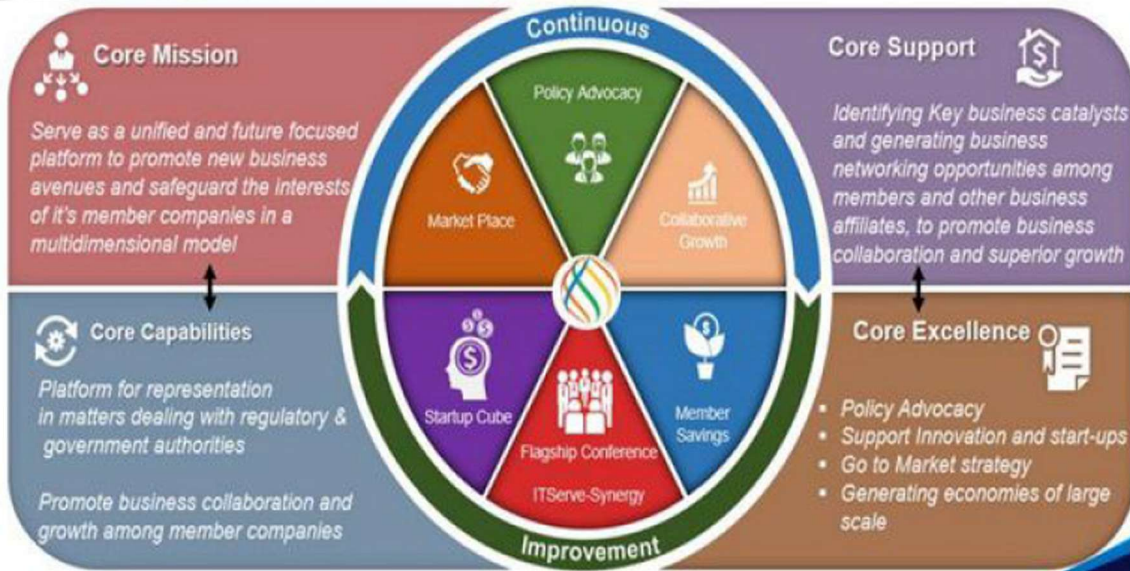 Continuous
Core Mission
Serve as a unified and future focused
platform to promote new business
avenues and safeguard the interests
of it's member companies in a
multidimensional model
Core Support
Identifying Key business catalysts
and generating business
networking opportunities among
members and other business
affiliates, to promote business
collaboration and superior growth
Policy Advocacy
Market Place
Collaborative
Growth
Startup Cube
Flagship Conference
ITServe-Synergy
Member
Savings
Core Capabilities
Platform for representation
in matters dealing with regulatory &
government authorities
Promote business collaboration and
growth among member companies
Core Excellence
▪ Policy Advocacy
▪ Support Innovation and start-ups
▪ Go to Market strategy
▪ Generating economies of large
scale
Improvement